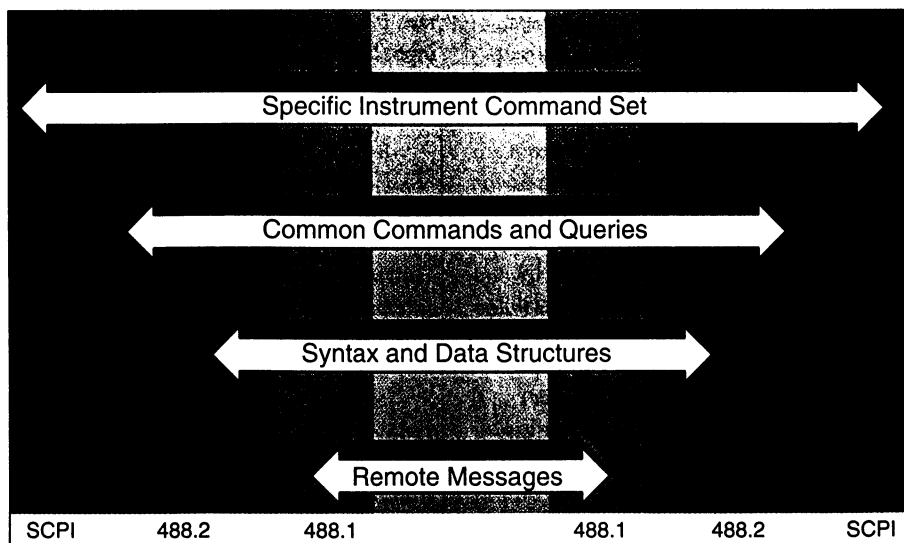 Specific Instrument Command Set
Common Commands and Queries
Syntax and Data Structures
Remote Messages
SCPI 488.2 488.1 488.1 488.2 SCPI